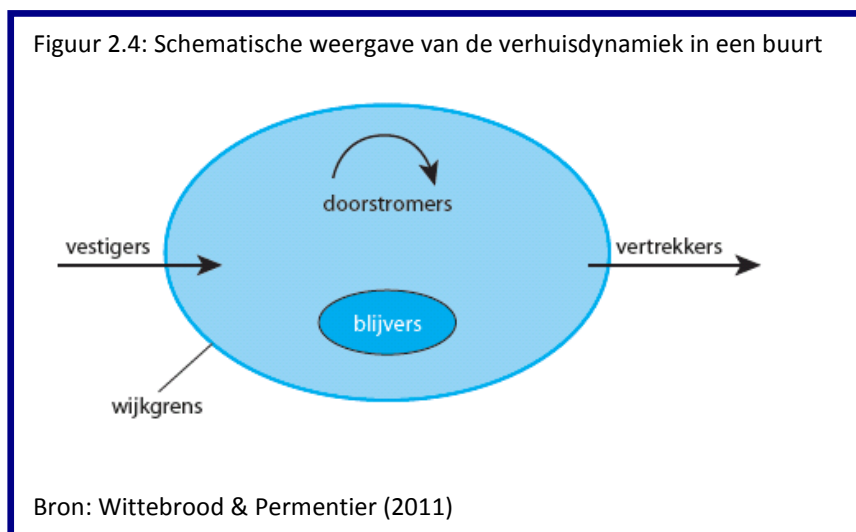 Figuur 2.4: Schematische weergave van de verhuisdynamiek in een buurt
doorstromers
vestigers
vertrekkers
blijvers
wijkgrens
Bron: Wittebrood & Permentier (2011)